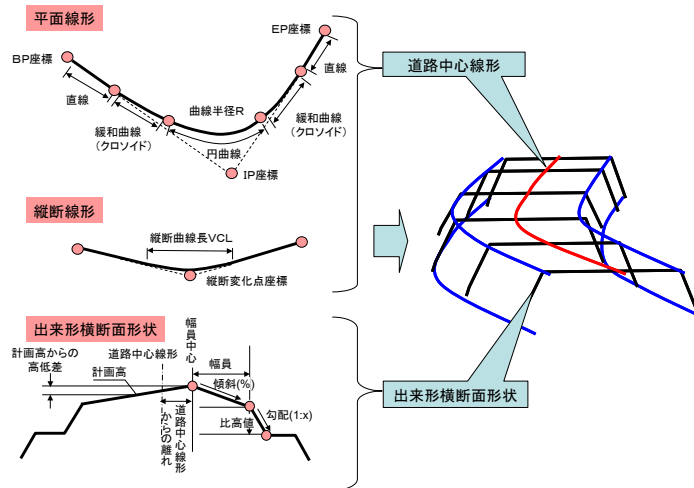 平面線形
EP座標
BP座標
直線
直線
曲線半径R
緩和曲線
(クロソイド)
緩和曲線
(クロソイド)
円曲線
IP座標
道路中心線形
縦断線形
縦断曲線長VCL
縦断変化点座標
出来形横断面形状
幅員中心
計画高からの
高低差
道路中心線形
幅員
計画高
傾斜(%)
勾配(1:x)
比高値
道路中心線形
からの離れ
出来形横断面形状